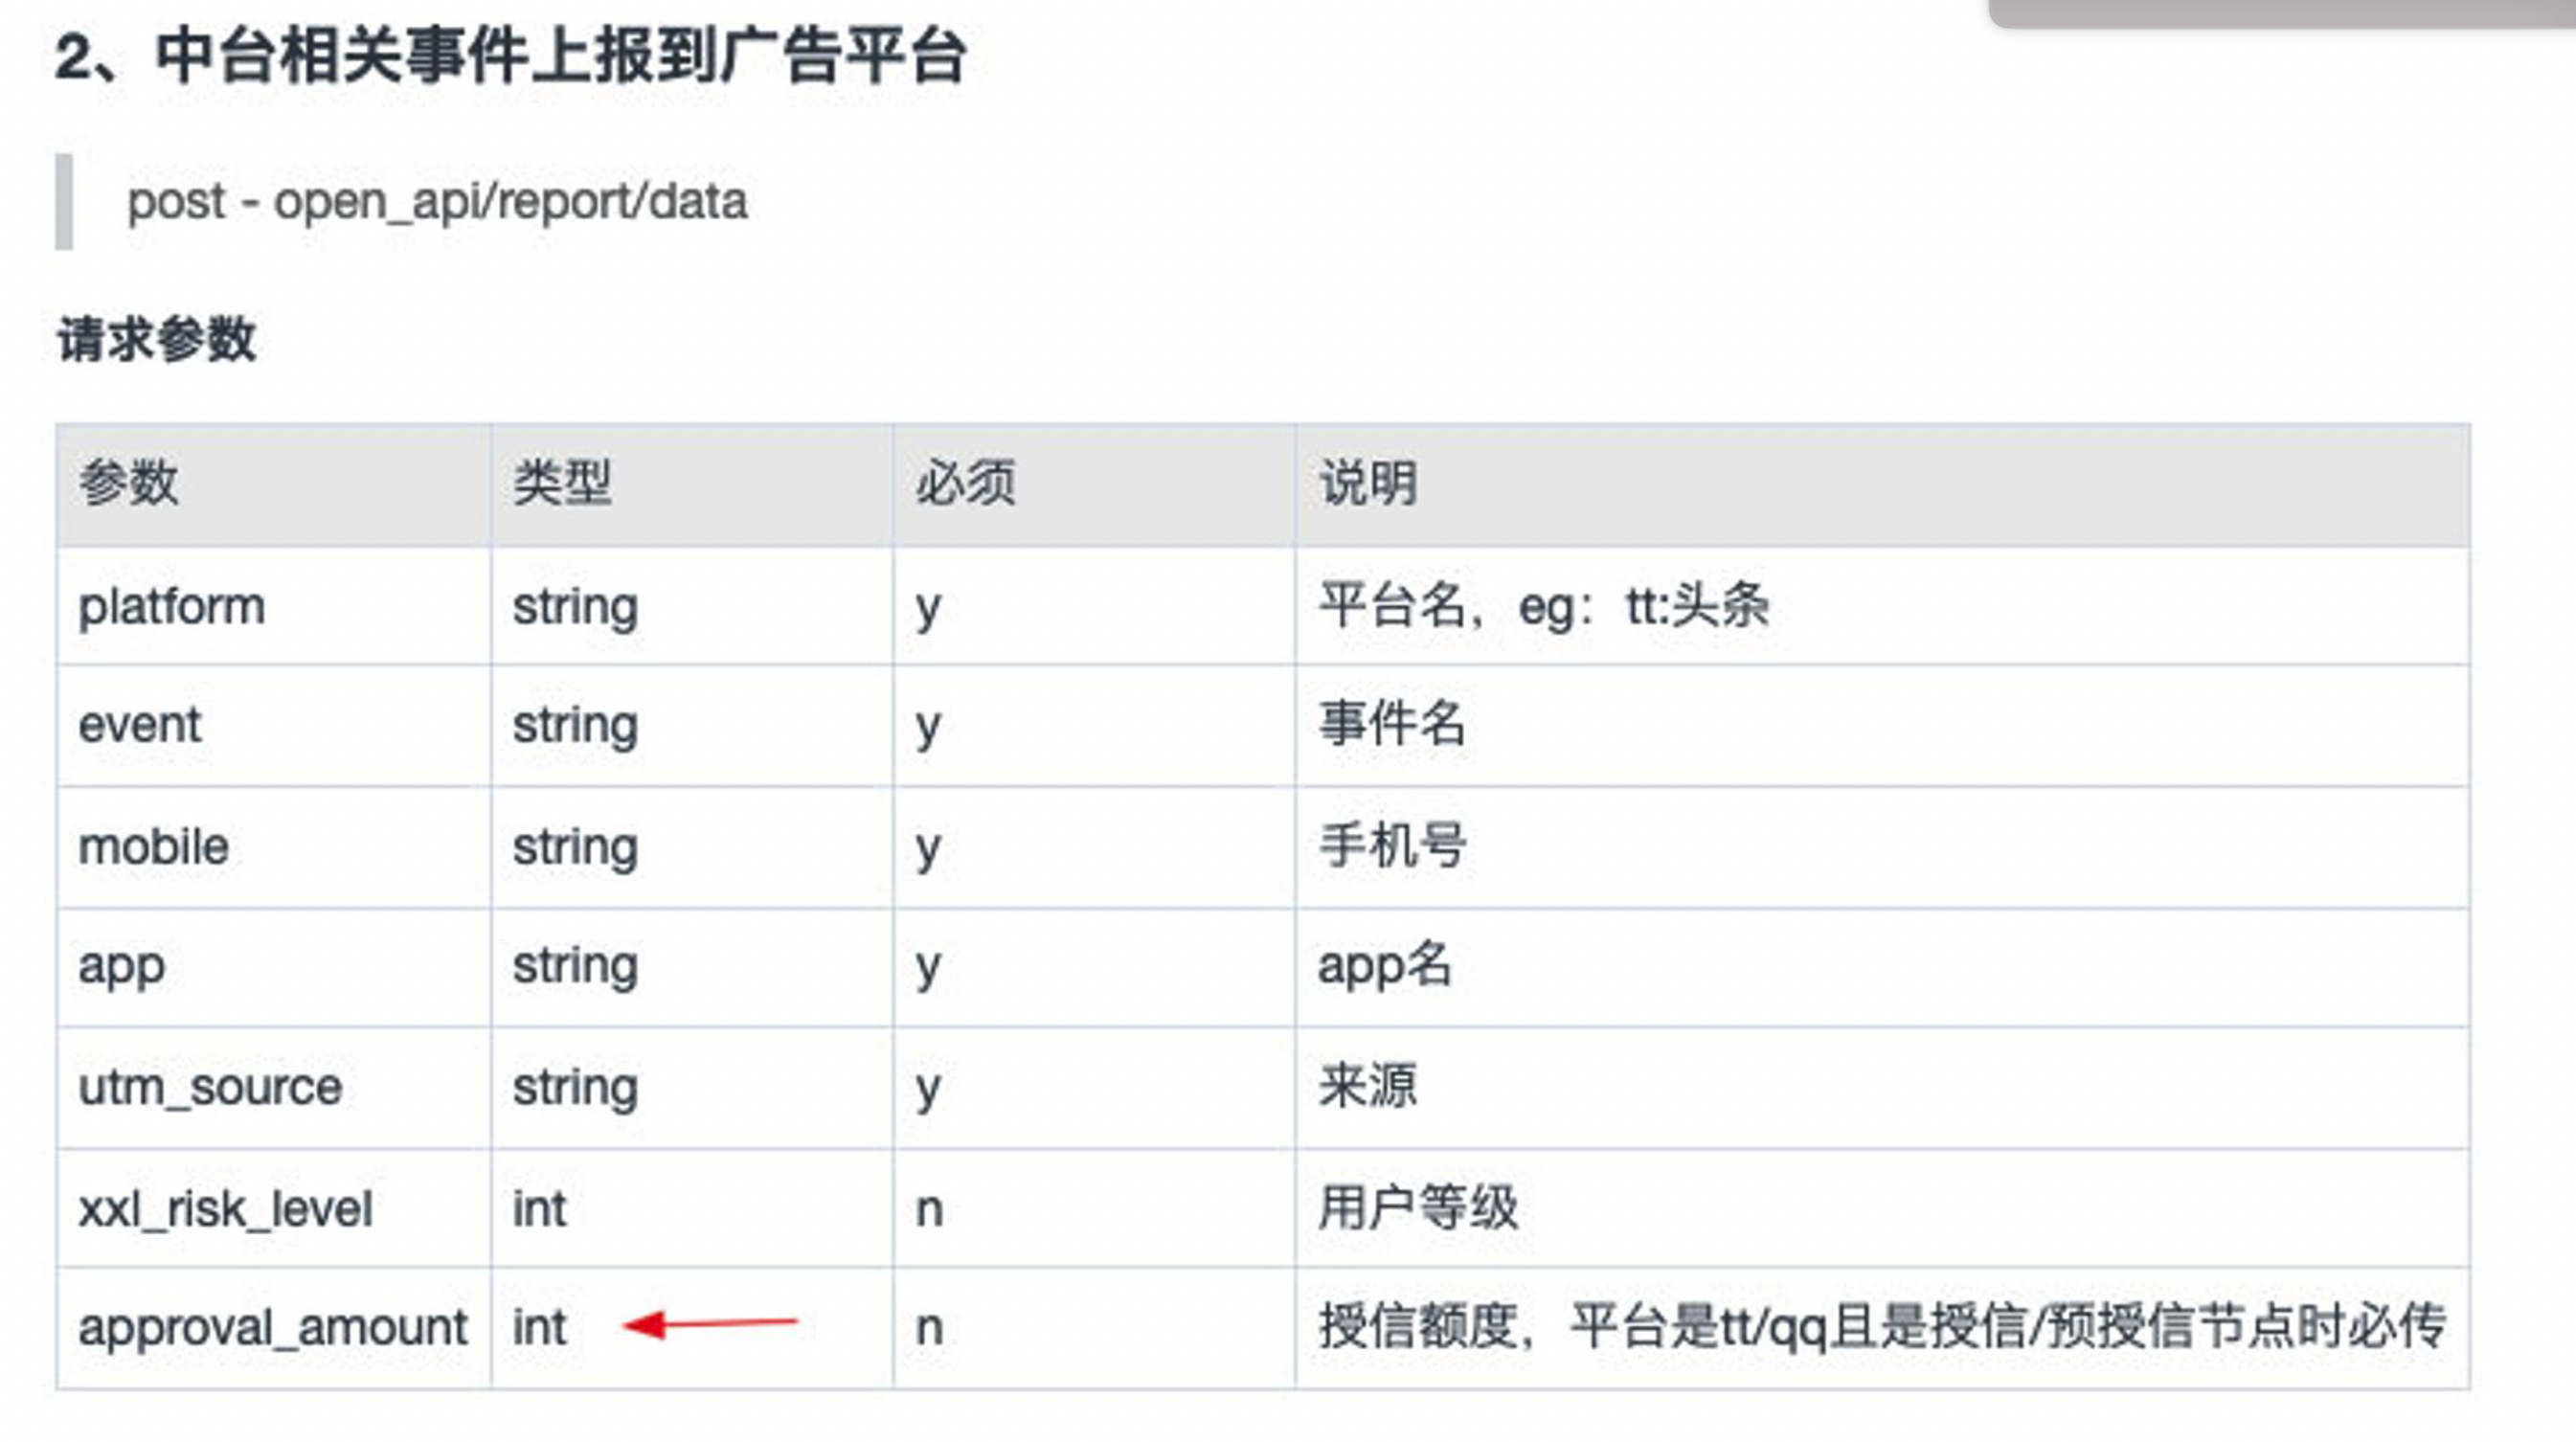 2、中台相关事件上报到广告平台
post - open_api/report/data
请求参数
参数 类型 必须 说明
platform string y 平台名，eg：tt:头条
event string y 事件名
mobile string y 手机号
app string y app名
utm_source string y 来源
xxl_risk_level int n 用户等级
approval_amount int n 授信额度，平台是tt/qq且是授信/预授信节点时必传